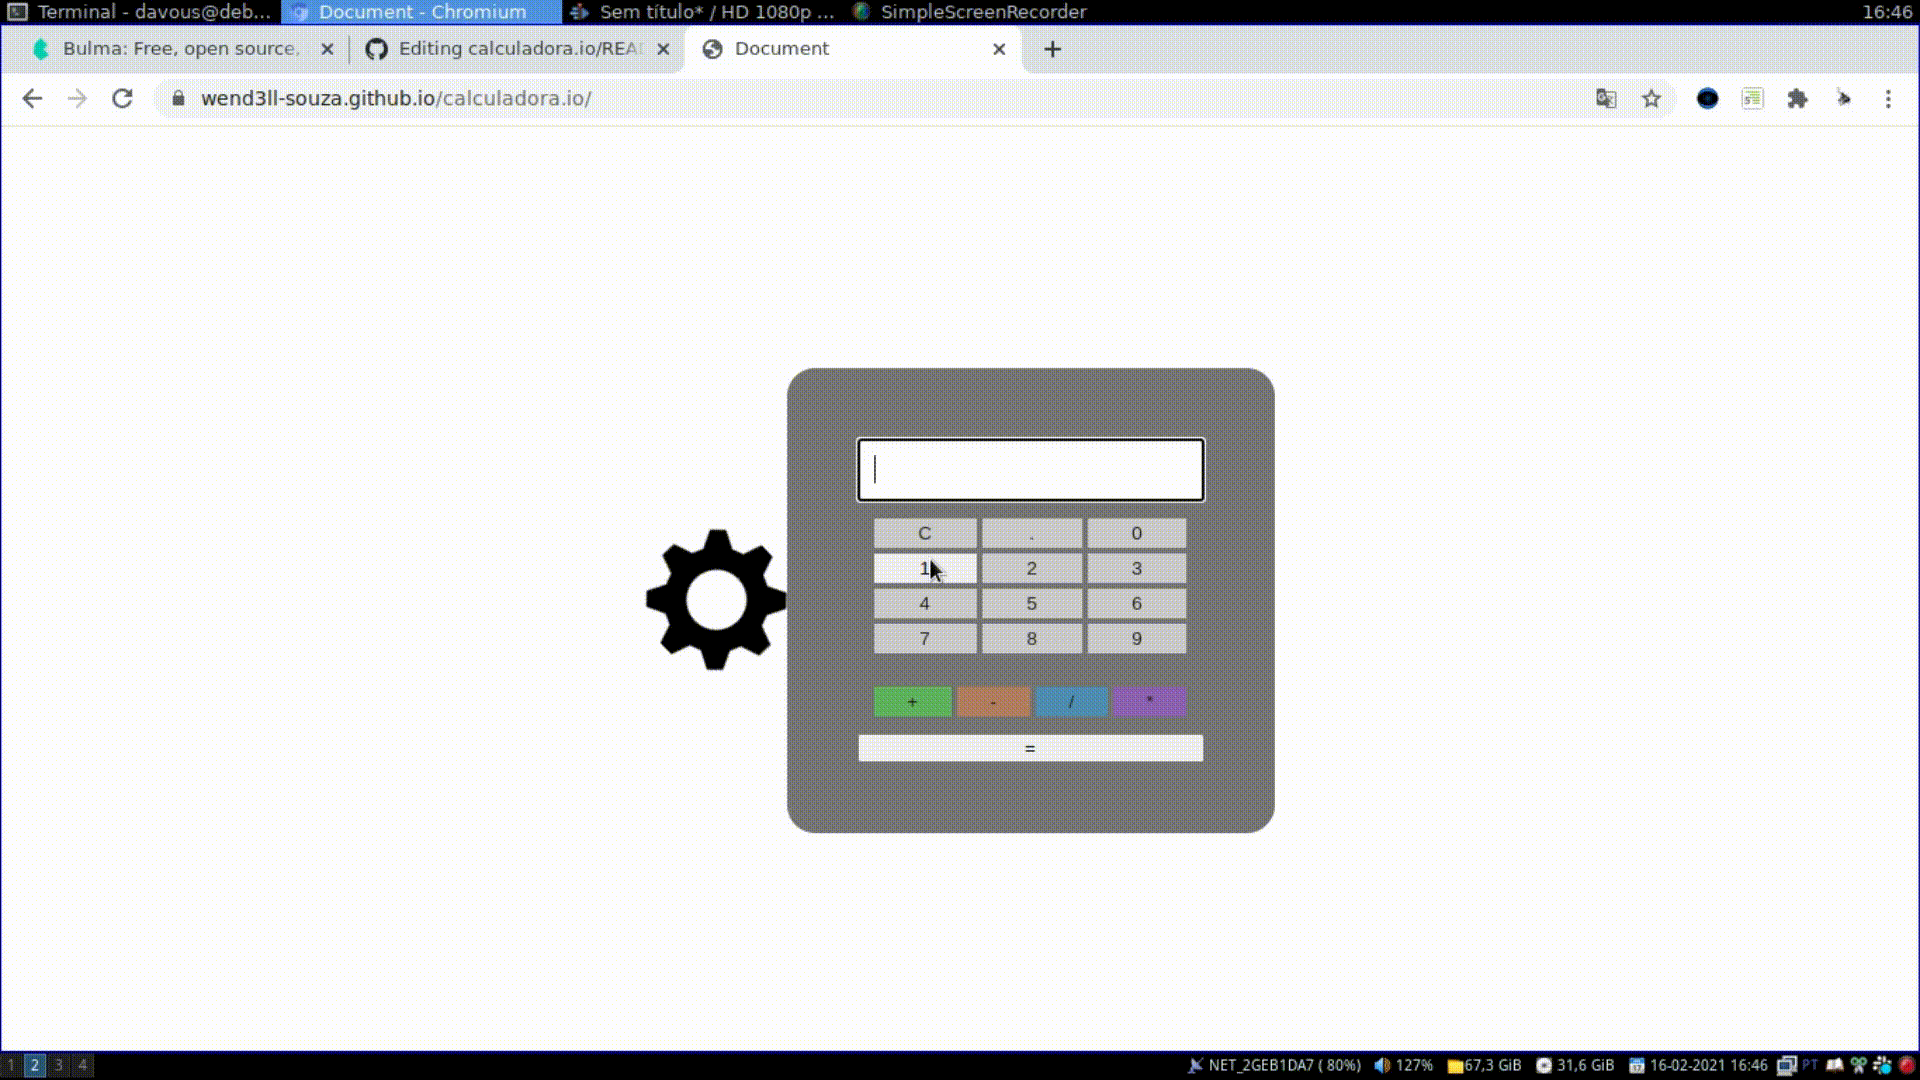 Terminal - davous@deb... Document - Chromium Sem título* / HD 1080p ... SimpleScreenRecorder 16:46
Bulma: Free, open source, Editing calculadora.io/REA Document
wend3ll-souza.github.io/calculadora.io/
C . 0
1 2 3
4 5 6
7 8 9
+ - / *
=
1 2 3 4 NET_2GEB1DA7 ( 80%) 127% 67,3 GiB 31,6 GiB 16-02-2021 16:46 PT